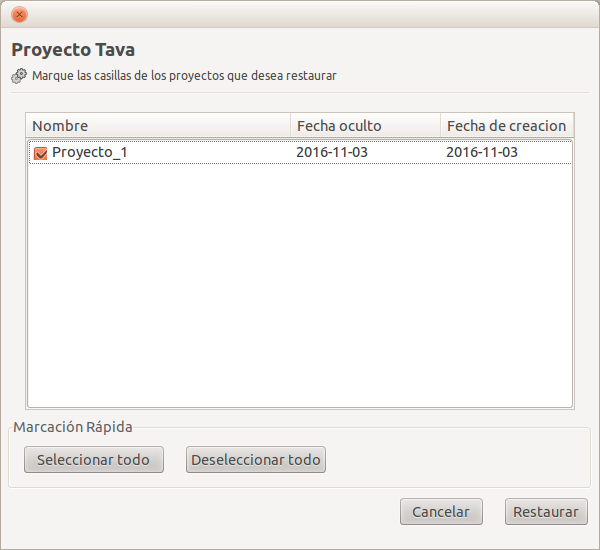 Proyecto Tava
Marque las casillas de los proyectos que desea restaurar
Nombre Fecha oculto Fecha de creacion
Proyecto_1 2016-11-03 2016-11-03
Marcación Rápida
Seleccionar todo Deseleccionar todo
Cancelar Restaurar